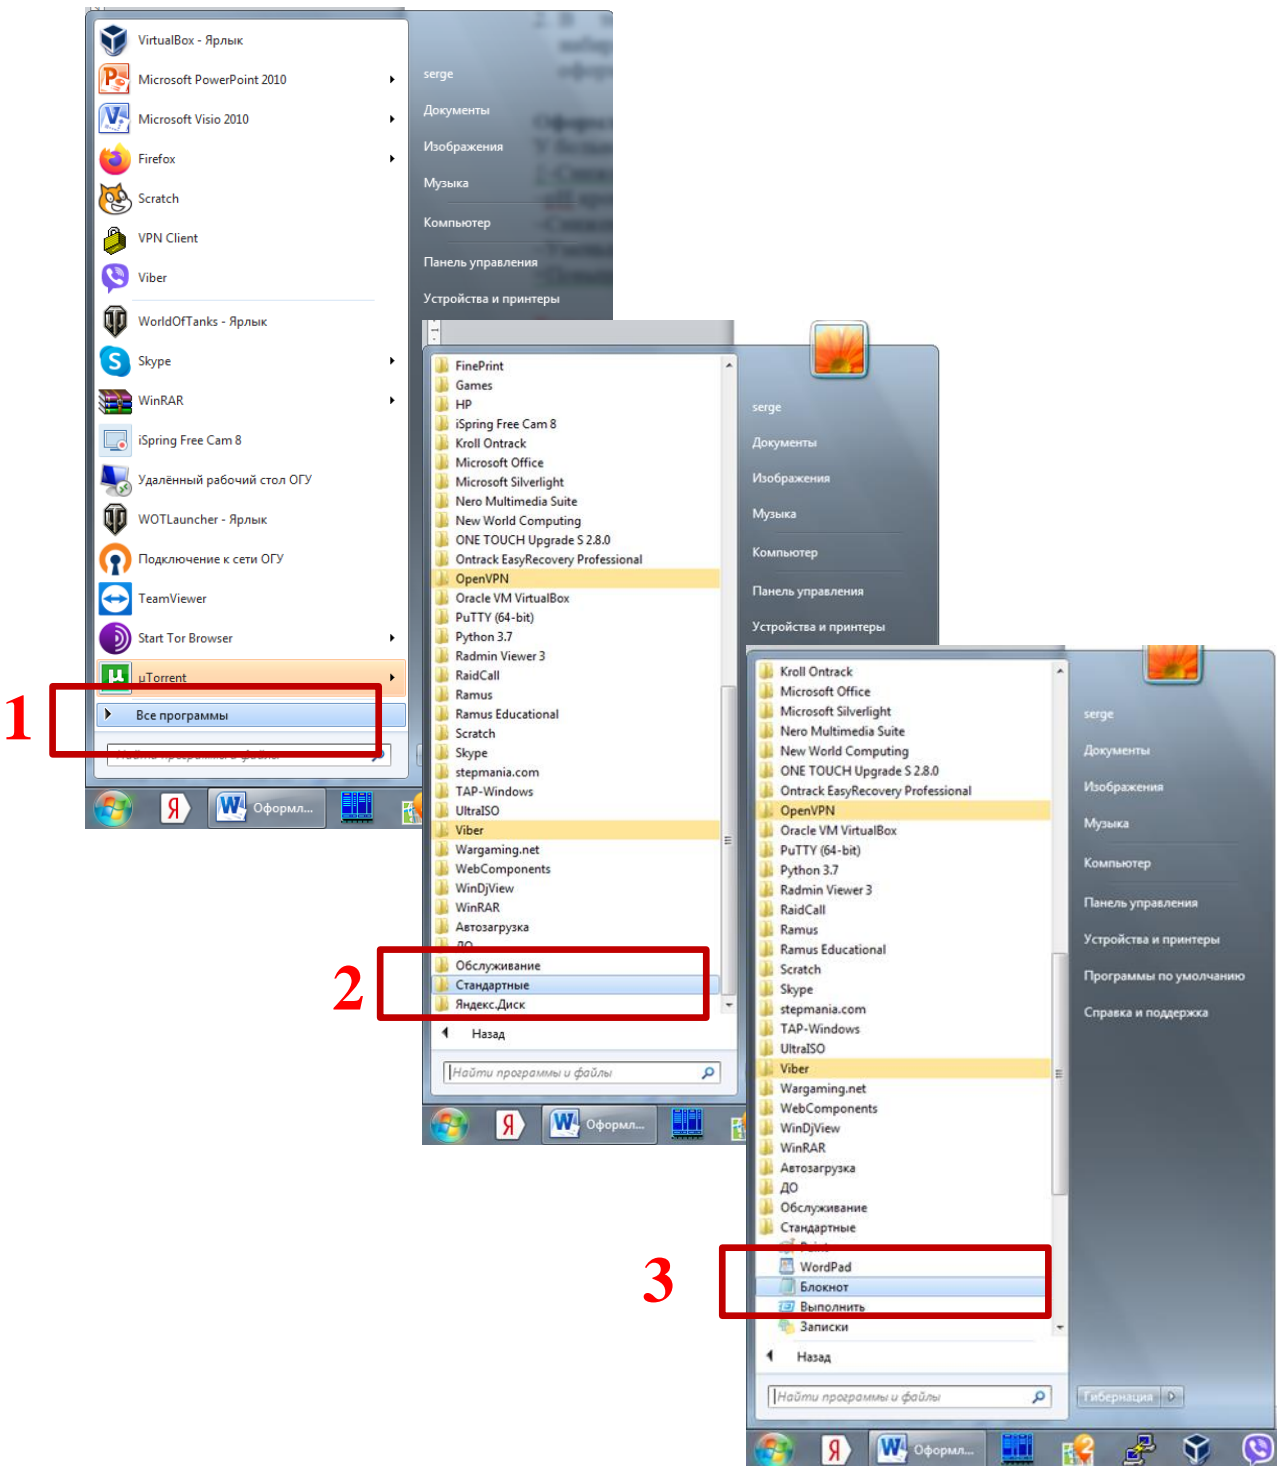 VirtualBox - Ярлык
Microsoft PowerPoint 2010
Microsoft Visio 2010
Firefox
Scratch
VPN Client
Viber
WorldOfTanks - Ярлык
Skype
WinRAR
iSpring Free Cam 8
Удалённый рабочий стол ОГУ
WOTLauncher - Ярлык
Подключение к сети ОГУ
TeamViewer
Start Tor Browser
µTorrent
1
Все программы
Найти программы и файлы
Оформл...
serge
Документы
Изображения
Музыка
Компьютер
Панель управления
Устройства и принтеры
FinePrint
Games
HP
iSpring Free Cam 8
Kroll Ontrack
Microsoft Office
Microsoft Silverlight
Nero Multimedia Suite
New World Computing
ONE TOUCH Upgrade S 2.8.0
Ontrack EasyRecovery Professional
OpenVPN
Oracle VM VirtualBox
PuTTY (64-bit)
Python 3.7
Radmin Viewer 3
RaidCall
Ramus
Ramus Educational
Scratch
Skype
stepmania.com
TAP-Windows
UltraISO
Viber
Wargaming.net
WebComponents
WinDjView
WinRAR
Автозагрузка
ДО
2
Обслуживание
Стандартные
Яндекс.Диск
Назад
Найти программы и файлы
Оформл...
serge
Документы
Изображения
Музыка
Компьютер
Панель управления
Устройства и принтеры
Kroll Ontrack
Microsoft Office
Microsoft Silverlight
Nero Multimedia Suite
New World Computing
ONE TOUCH Upgrade S 2.8.0
Ontrack EasyRecovery Professional
OpenVPN
Oracle VM VirtualBox
PuTTY (64-bit)
Python 3.7
Radmin Viewer 3
RaidCall
Ramus
Ramus Educational
Scratch
Skype
stepmania.com
TAP-Windows
UltraISO
Viber
Wargaming.net
WebComponents
WinDjView
WinRAR
Автозагрузка
ДО
Обслуживание
Стандартные
Paint
3
WordPad
Блокнот
Выполнить
Записки
Назад
Найти программы и файлы
Оформл...
serge
Документы
Изображения
Музыка
Компьютер
Панель управления
Устройства и принтеры
Программы по умолчанию
Справка и поддержка
Гибернация